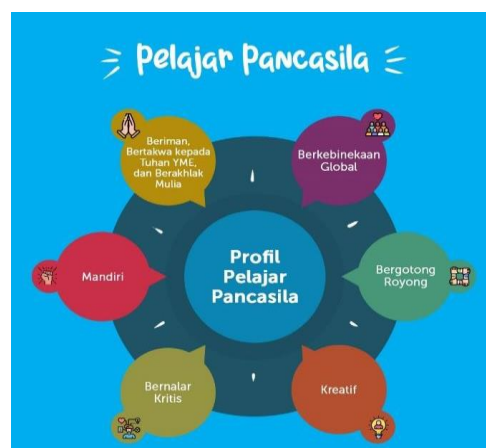 Pelajar Pancasila
Beriman,
Bertakwa kepada
Tuhan YME,
dan Berakhlak
Mulia
Berkebinekaan
Global
Mandiri
Profil
Pelajar
Pancasila
Bergotong
Royong
Bernalar
Kritis
Kreatif